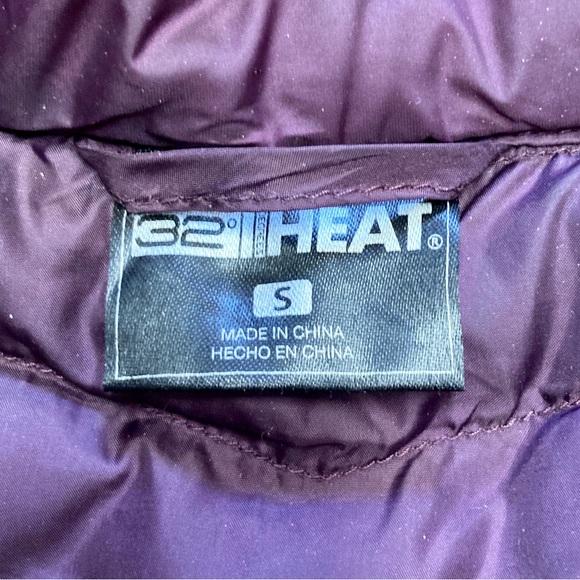 32° HEAT®
S
MADE IN CHINA
HECHO EN CHINA